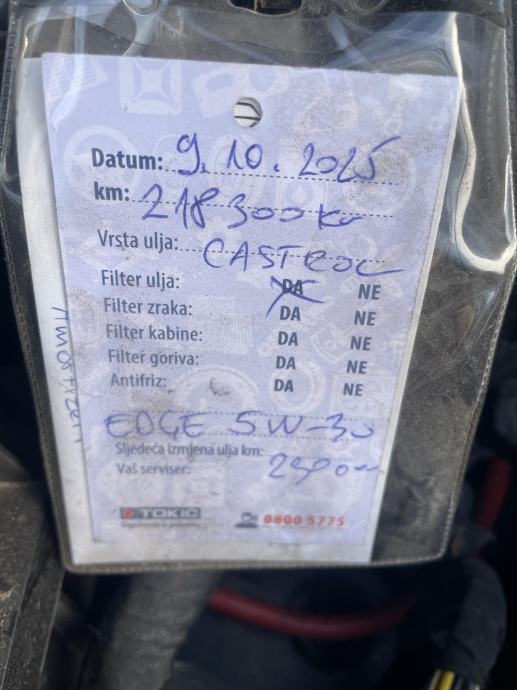 Datum: 9.10.2025
km: 218 300 km
Vrsta ulja: CASTROL
Filter ulja: DA NE
Filter zraka: DA NE
Filter kabine: DA NE
Filter goriva: DA NE
Antifriz: DA NE
EDGE 5W-30
Sljedeća izmjena ulja km:
Vaš serviser:
TOKIĆ
0800 5775